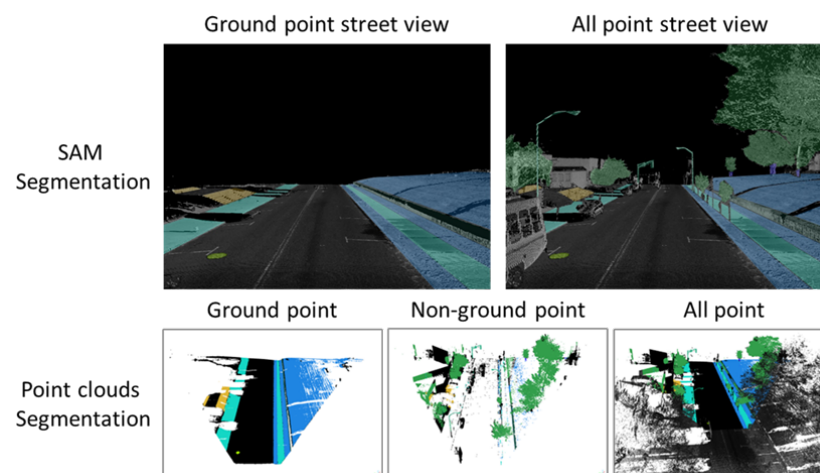 Ground point street view
All point street view
SAM
Segmentation
Ground point
Non-ground point
All point
Point clouds
Segmentation